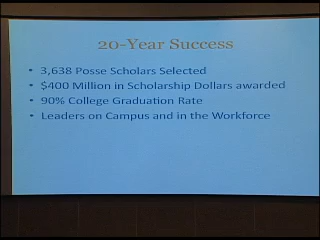 20-Year Success
• 3,638 Posse Scholars Selected
• $400 Million in Scholarship Dollars awarded
• 90% College Graduation Rate
• Leaders on Campus and in the Workforce